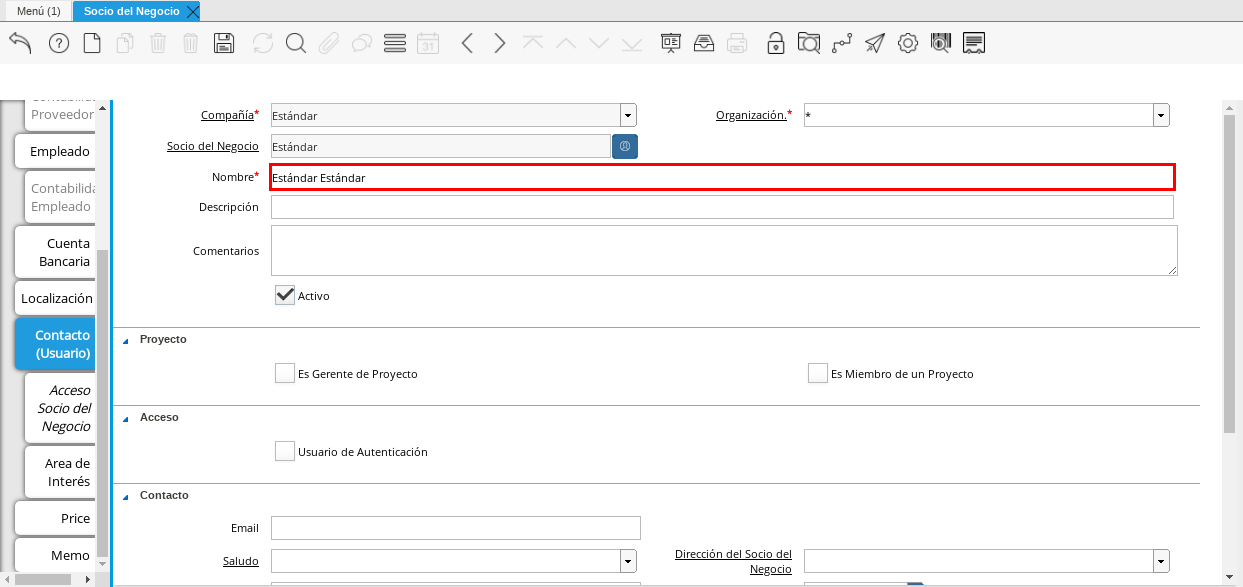 Menú (1)
Socio del Negocio
31
Proveedor
Empleado
Contabilida
Empleado
Cuenta
Bancaria
Localización
Contacto
(Usuario)
Acceso
Socio del
Negocio
Area de
Interés
Price
Memo
Compañía*
Estándar
Organización.*
*
Socio del Negocio
Estándar
Nombre*
Estándar Estándar
Descripción
Comentarios
Activo
Proyecto
Es Gerente de Proyecto
Es Miembro de un Proyecto
Acceso
Usuario de Autenticación
Contacto
Email
Saludo
Dirección del Socio del
Negocio